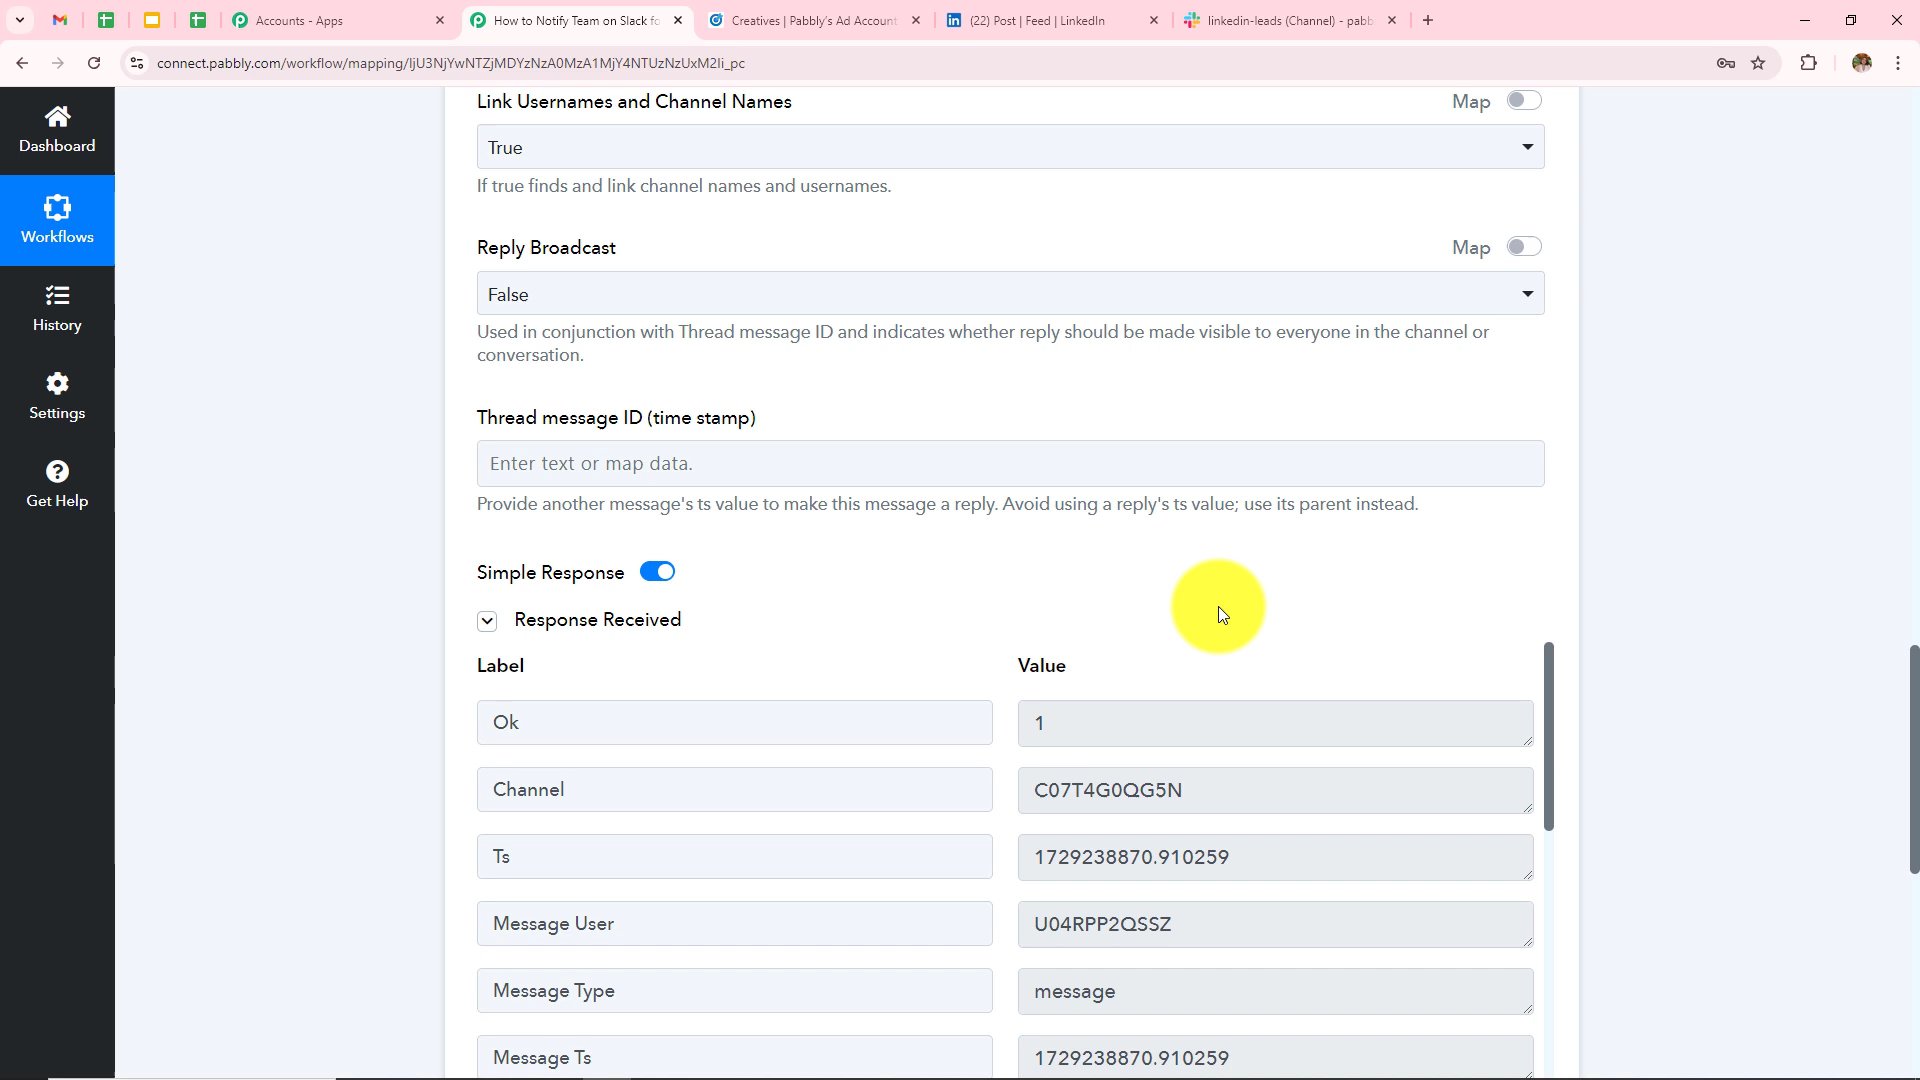 Accounts - Apps
How to Notify Team on Slack fo
Creatives | Pabbly's Ad Account
(22) Post | Feed | LinkedIn
linkedin-leads (Channel) - pabb
connect.pabbly.com/workflow/mapping/IjU3NjYwNTZjMDYzNzA0MzA1MjY4NTUzNzUxM2Ii_pc
Dashboard
Workflows
History
Settings
Get Help
Link Usernames and Channel Names
Map
True
If true finds and link channel names and usernames.
Reply Broadcast
Map
False
Used in conjunction with Thread message ID and indicates whether reply should be made visible to everyone in the channel or
conversation.
Thread message ID (time stamp)
Enter text or map data.
Provide another message's ts value to make this message a reply. Avoid using a reply's ts value; use its parent instead.
Simple Response
Response Received
Label
Value
Ok
1
Channel
C07T4G0QG5N
Ts
1729238870.910259
Message User
U04RPP2QSSZ
Message Type
message
Message Ts
1729238870.910259